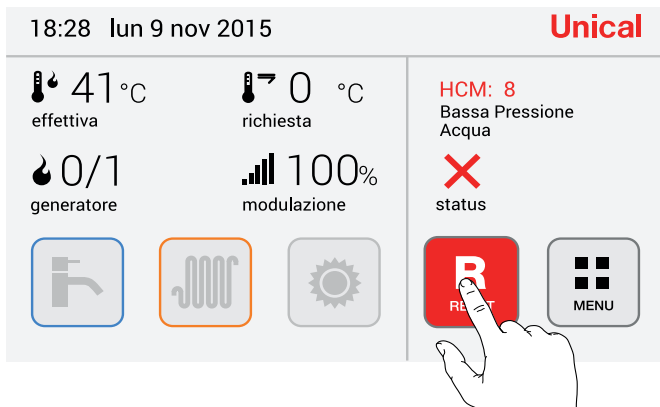 18:28 lun 9 nov 2015
Unical
41 °C
effettiva
0 °C
richiesta
HCM: 8
Bassa Pressione
Acqua
0/1
generatore
100%
modulazione
status
R
MENU